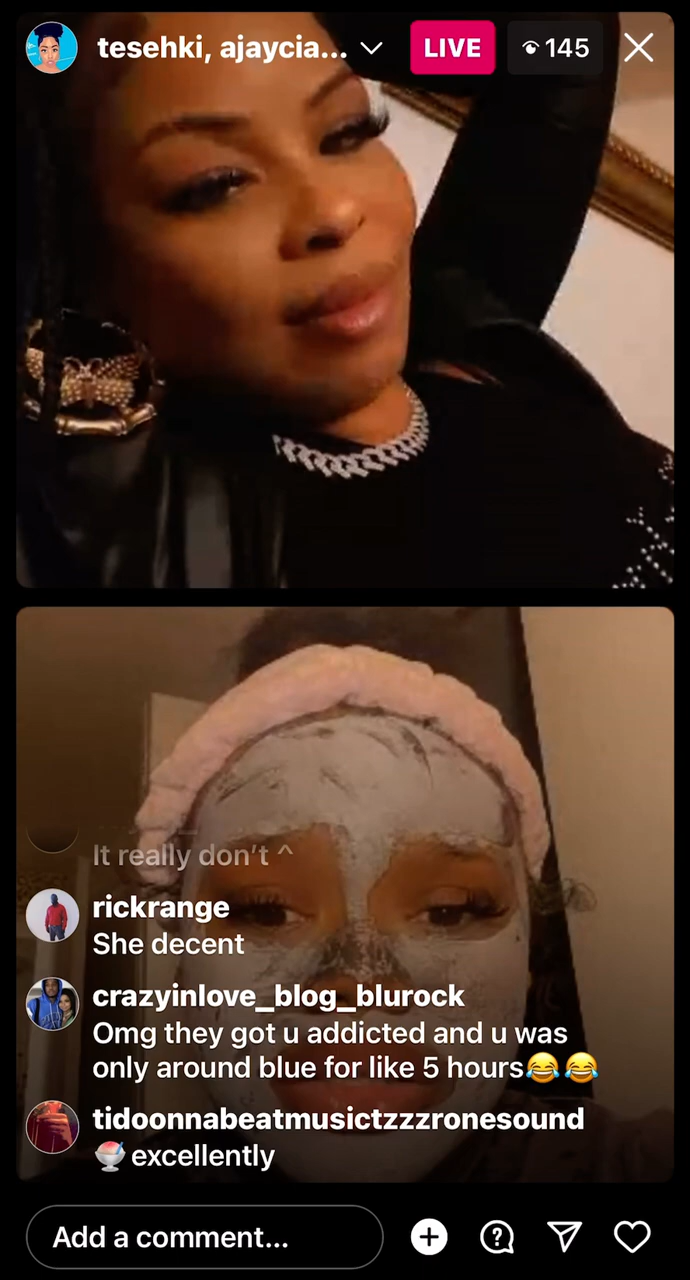 tesehki, ajaycia...
LIVE
145
It really don't ^
rickrange
She decent
crazyinlove_blog_blurock
Omg they got u addicted and u was
only around blue for like 5 hours😂😂
tidoonnabeatmusictzzzronesound
🍧excellently
Add a comment...